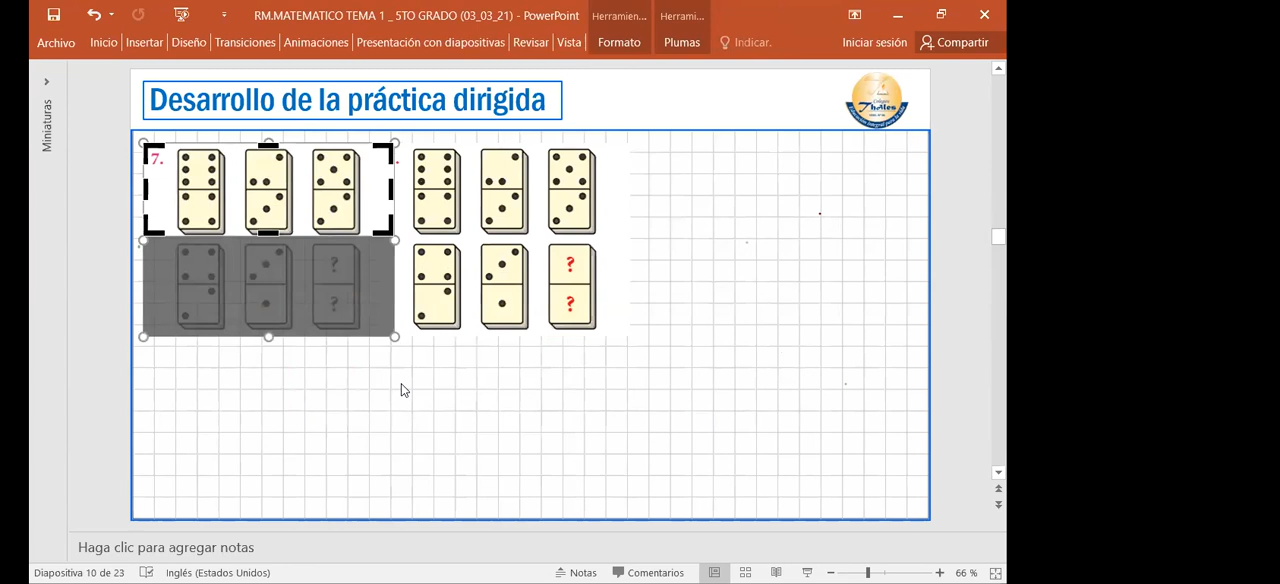 RM.MATEMATICO TEMA 1 _ 5TO GRADO (03_03_21) - PowerPoint
Herramien...
Herrami...
Archivo
Inicio
Insertar
Diseño
Transiciones
Animaciones
Presentación con diapositivas
Revisar
Vista
Formato
Plumas
Indicar.
Iniciar sesión
Compartir
Miniaturas
Desarrollo de la práctica dirigida
Colegio
Thales
7.
? ?
? ?
Haga clic para agregar notas
Diapositiva 10 de 23
Inglés (Estados Unidos)
Notas
Comentarios
66 %